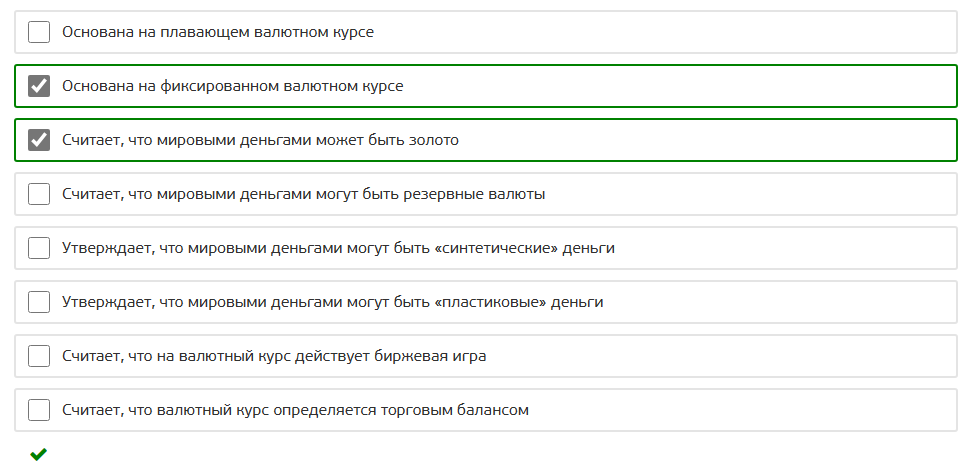 Основана на плавающем валютном курсе
Основана на фиксированном валютном курсе
Считает, что мировыми деньгами может быть золото
Считает, что мировыми деньгами могут быть резервные валюты
Утверждает, что мировыми деньгами могут быть «синтетические» деньги
Утверждает, что мировыми деньгами могут быть «пластиковые» деньги
Считает, что на валютный курс действует биржевая игра
Считает, что валютный курс определяется торговым балансом